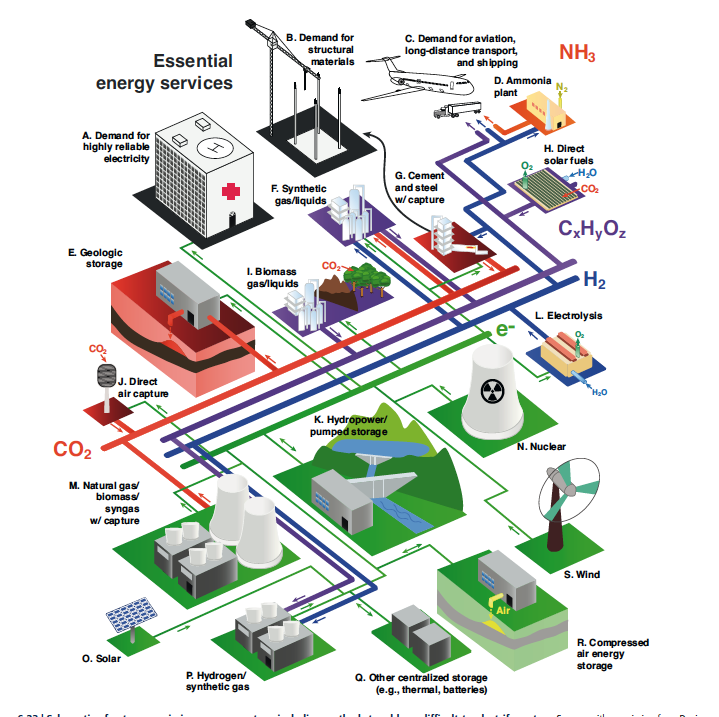 Essential
energy services
B. Demand for
structural
materials
C. Demand for aviation,
long-distance transport,
and shipping
NH3
D. Ammonia
plant
N2
A. Demand for
highly reliable
electricity
H
H. Direct
solar fuels
O2
H2O
CO2
F. Synthetic
gas/liquids
G. Cement
and steel
w/ capture
CxHyOz
E. Geologic
storage
I. Biomass
gas/liquids
CO2
H2
e-
L. Electrolysis
O2
H2O
CO2
J. Direct
air capture
K. Hydropower/
pumped storage
N. Nuclear
CO2
M. Natural gas/
biomass/
syngas
w/ capture
S. Wind
Air
O. Solar
P. Hydrogen/
synthetic gas
Q. Other centralized storage
(e.g., thermal, batteries)
R. Compressed
air energy
storage